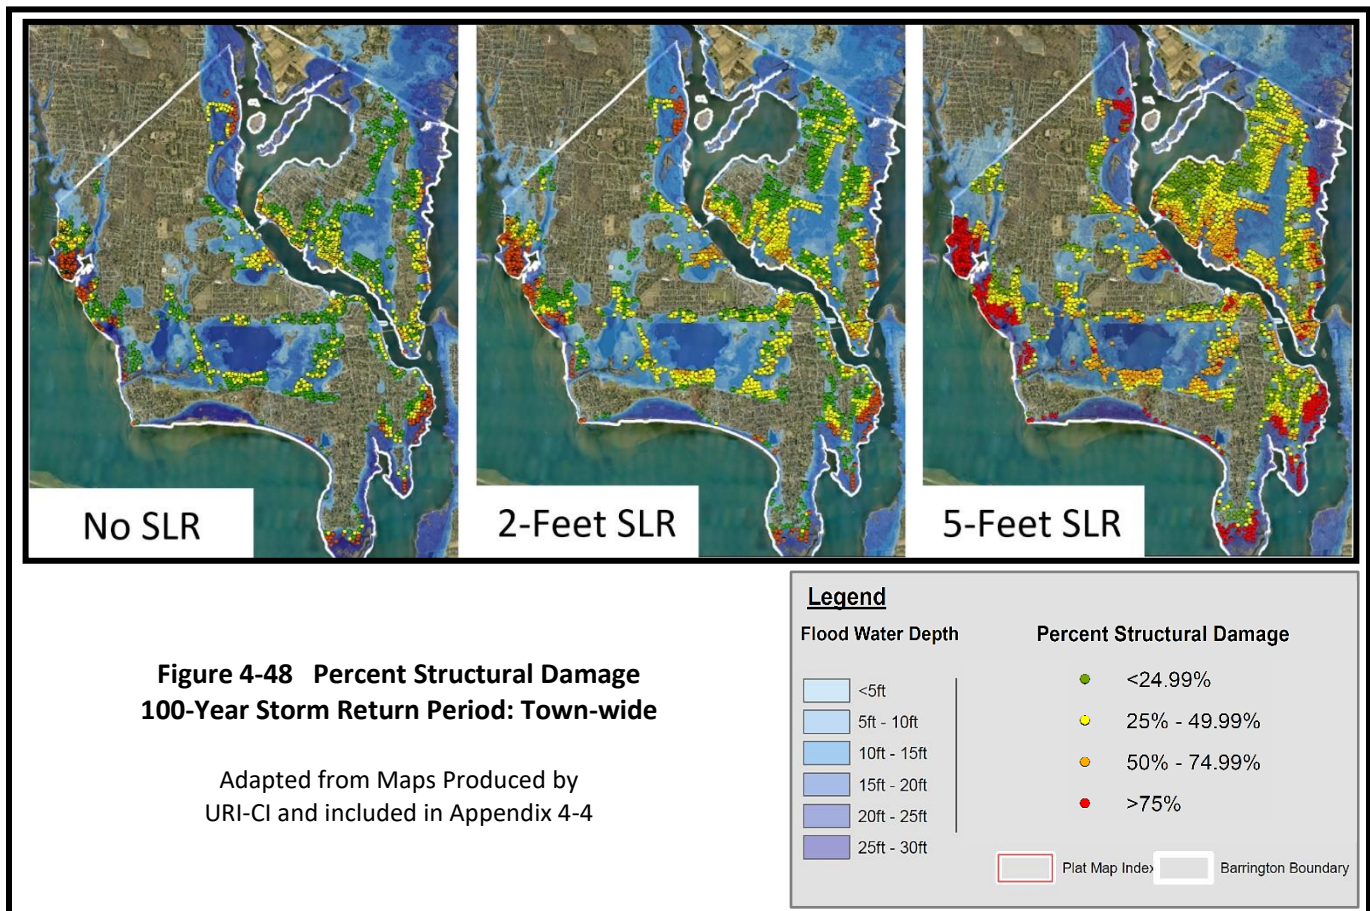 No SLR
2-Feet SLR
5-Feet SLR
Figure 4-48 Percent Structural Damage
100-Year Storm Return Period: Town-wide
Adapted from Maps Produced by
URI-CI and included in Appendix 4-4
Legend
Flood Water Depth
<5ft
5ft - 10ft
10ft - 15ft
15ft - 20ft
20ft - 25ft
25ft - 30ft
Percent Structural Damage
<24.99%
25% - 49.99%
50% - 74.99%
>75%
Plat Map Index
Barrington Boundary